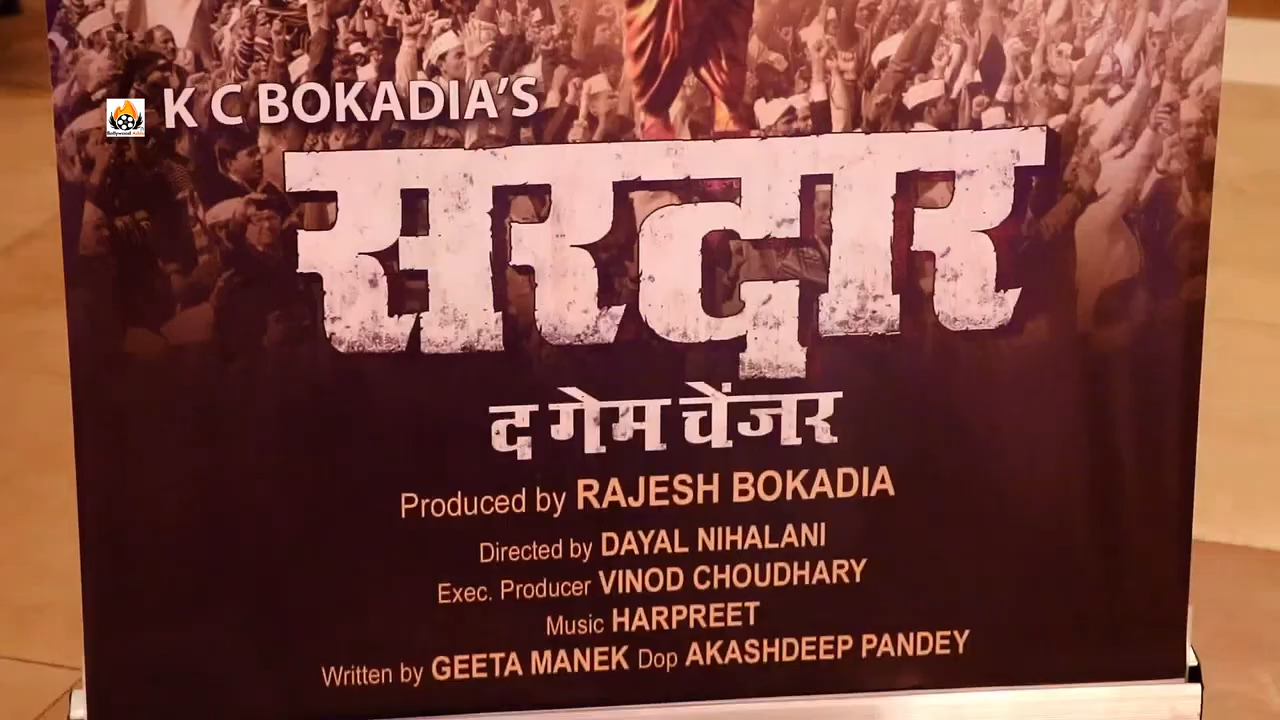 K C BOKADIA'S
सरदार
द गेम चेंजर
Produced by RAJESH BOKADIA
Directed by DAYAL NIHALANI
Exec. Producer VINOD CHOUDHARY
Music HARPREET
Written by GEETA MANEK Dop AKASHDEEP PANDEY